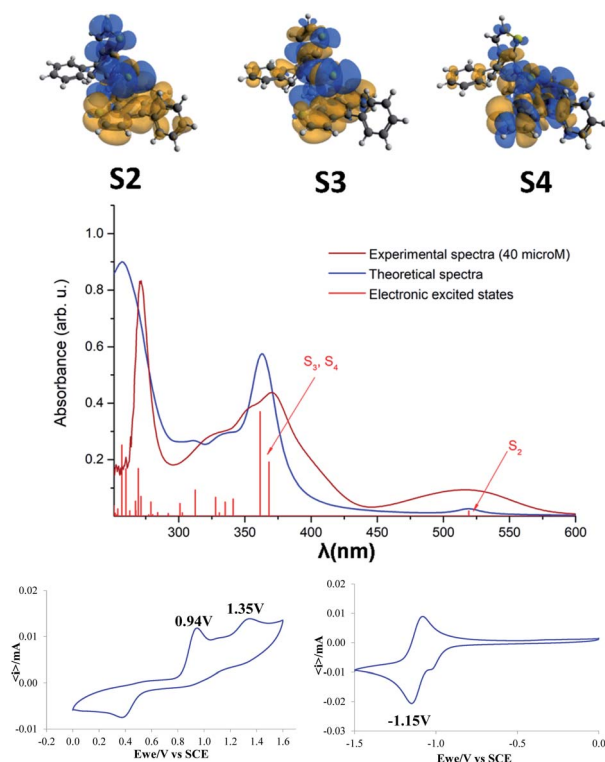 S2 S3 S4
Experimental spectra (40 microM)
Theoretical spectra
Electronic excited states
Absorbance (arb. u.)
1.0
0.8
0.6
0.4
0.2
S3, S4
S2
300 350 400 450 500 550 600
λ(nm)
0.02
0.01
0.00
-0.01
<i>/mA
0.94V
1.35V
-0.2 0.0 0.2 0.4 0.6 0.8 1.0 1.2 1.4 1.6
Ewe/V vs SCE
0.02
0.01
0.00
-0.01
-0.02
-0.03
<i>/mA
-1.15V
-1.5 -1.0 -0.5 0.0
Ewe/V vs SCE